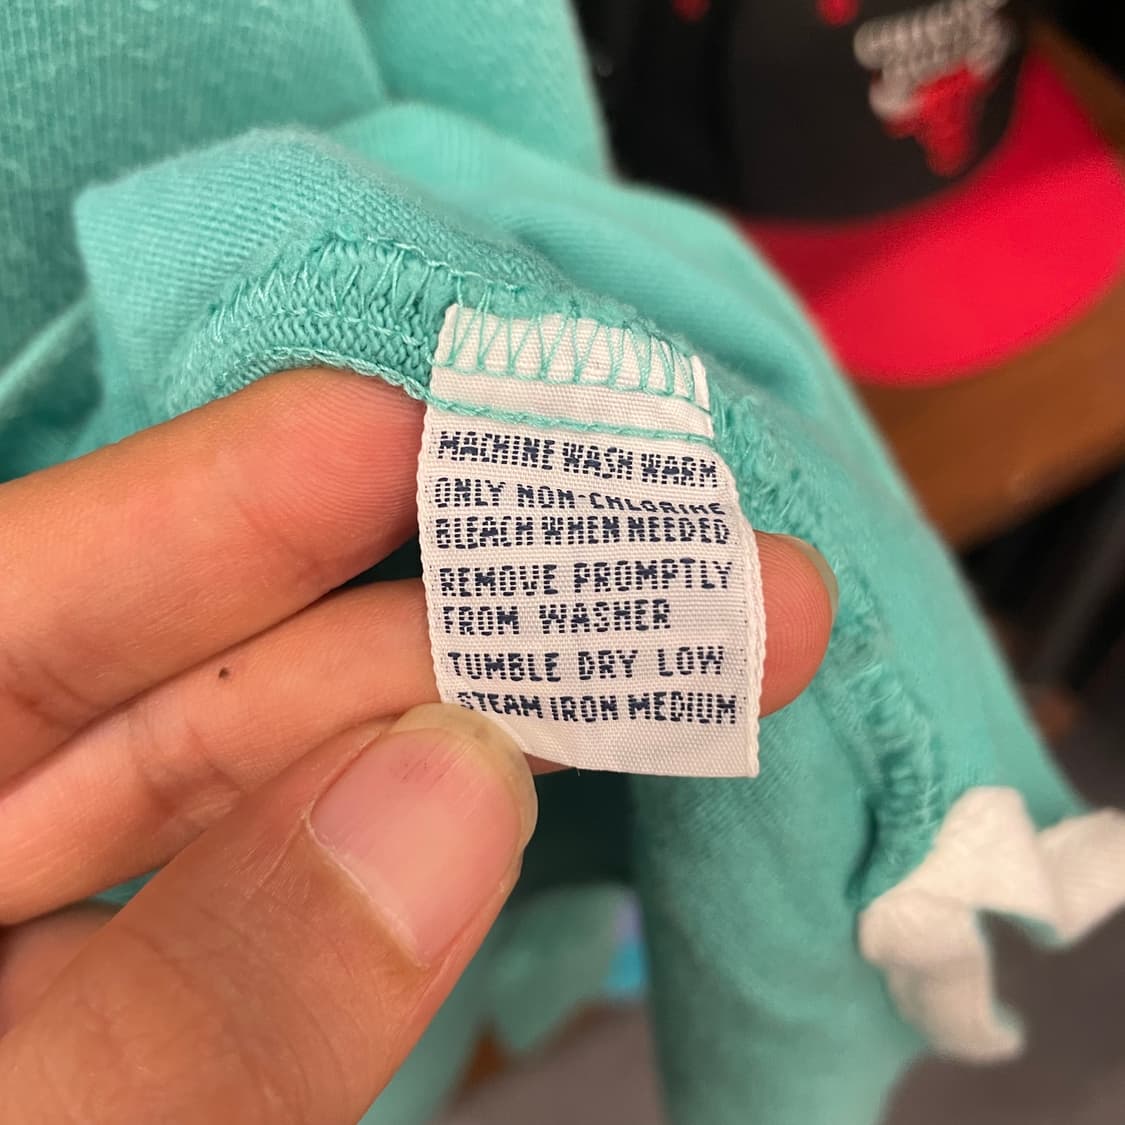 MACHINE WASH WARM
ONLY NON-CHLORINE
BLEACH WHEN NEEDED
REMOVE PROMPTLY
FROM WASHER
TUMBLE DRY LOW
STEAM IRON MEDIUM